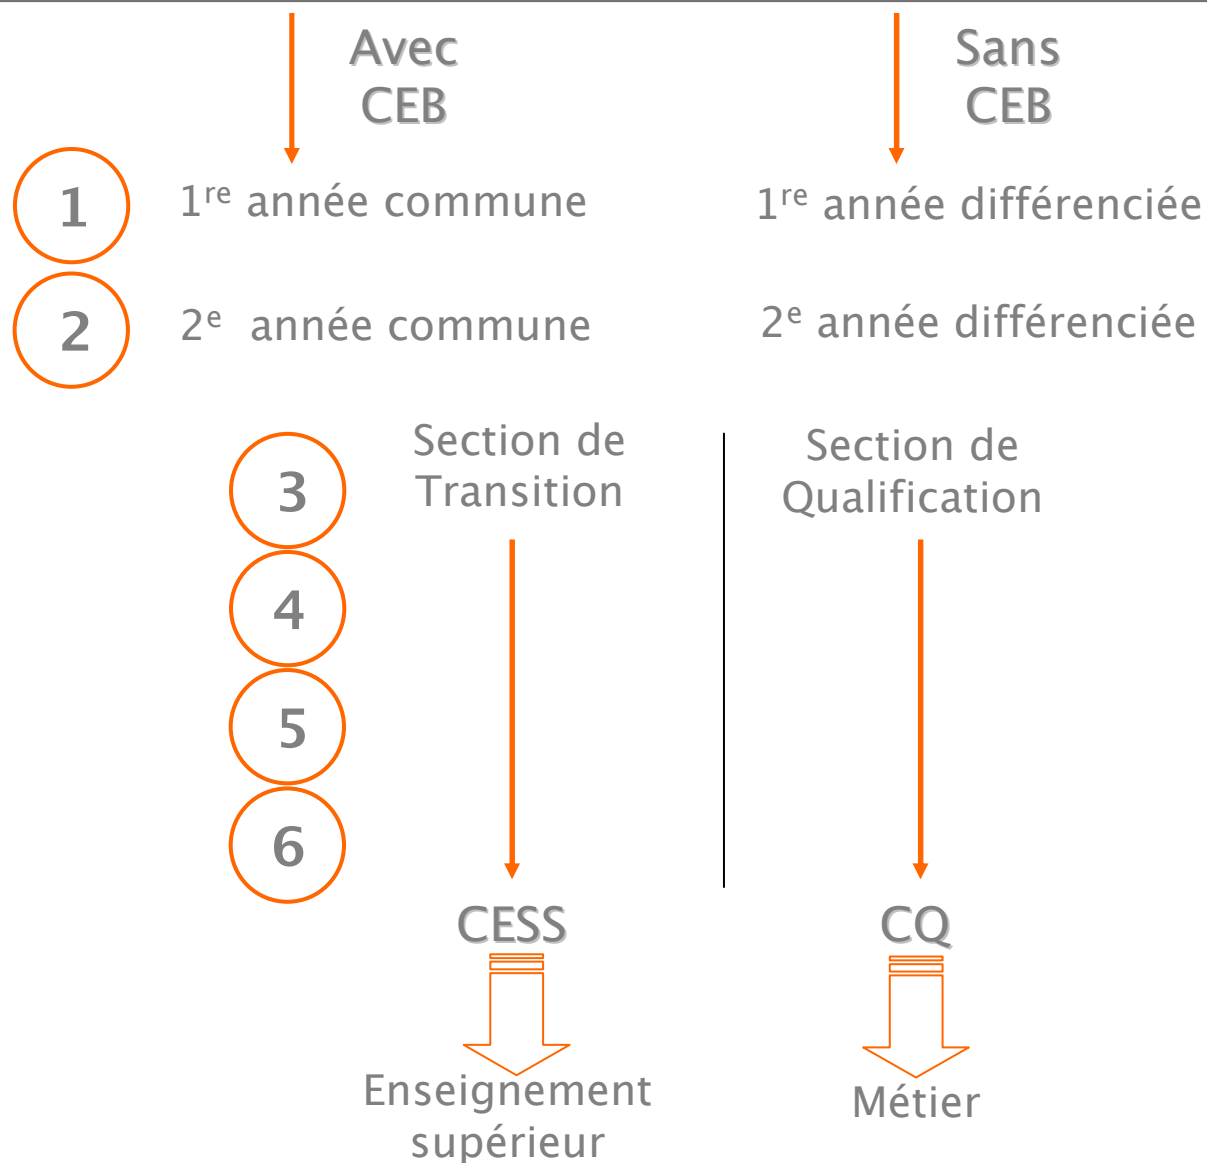 Avec
CEB
Sans
CEB
1
1re année commune
1re année différenciée
2
2e année commune
2e année différenciée
Section de
Transition
Section de
Qualification
3
4
5
6
CESS
CQ
Enseignement
supérieur
Métier